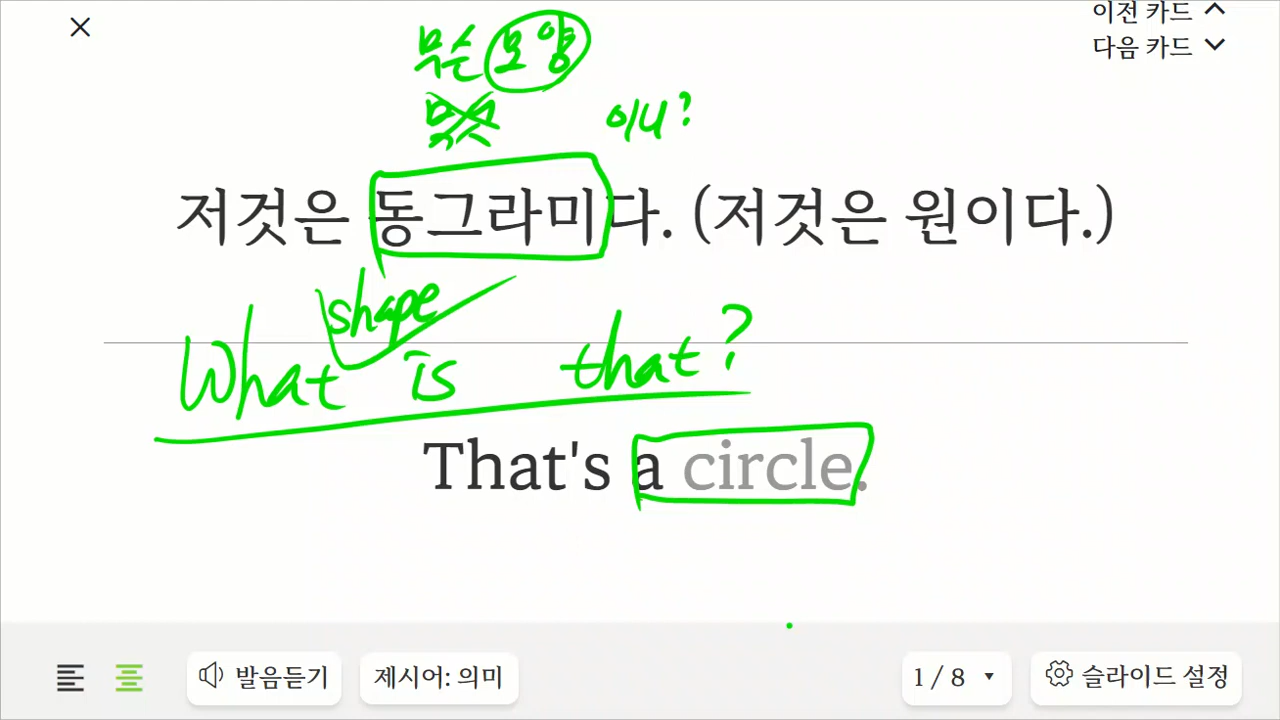 이전 카드
다음 카드
무슨 모양
무엇 이니?
저것은 동그라미다. (저것은 원이다.)
shape
What is that?
That's a circle.
발음듣기 제시어: 의미 1 / 8 슬라이드 설정